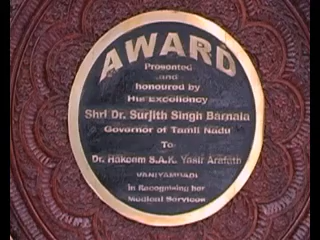 AWARD
Presented
and
honoured by
His Excellency
Shri Dr. Surjith Singh Barnala
Governor of Tamil Nadu
To
Dr. Hakeem S.A.K. Yasir Arafath
VANIYAMBADI
in Recognising her
Medical Services